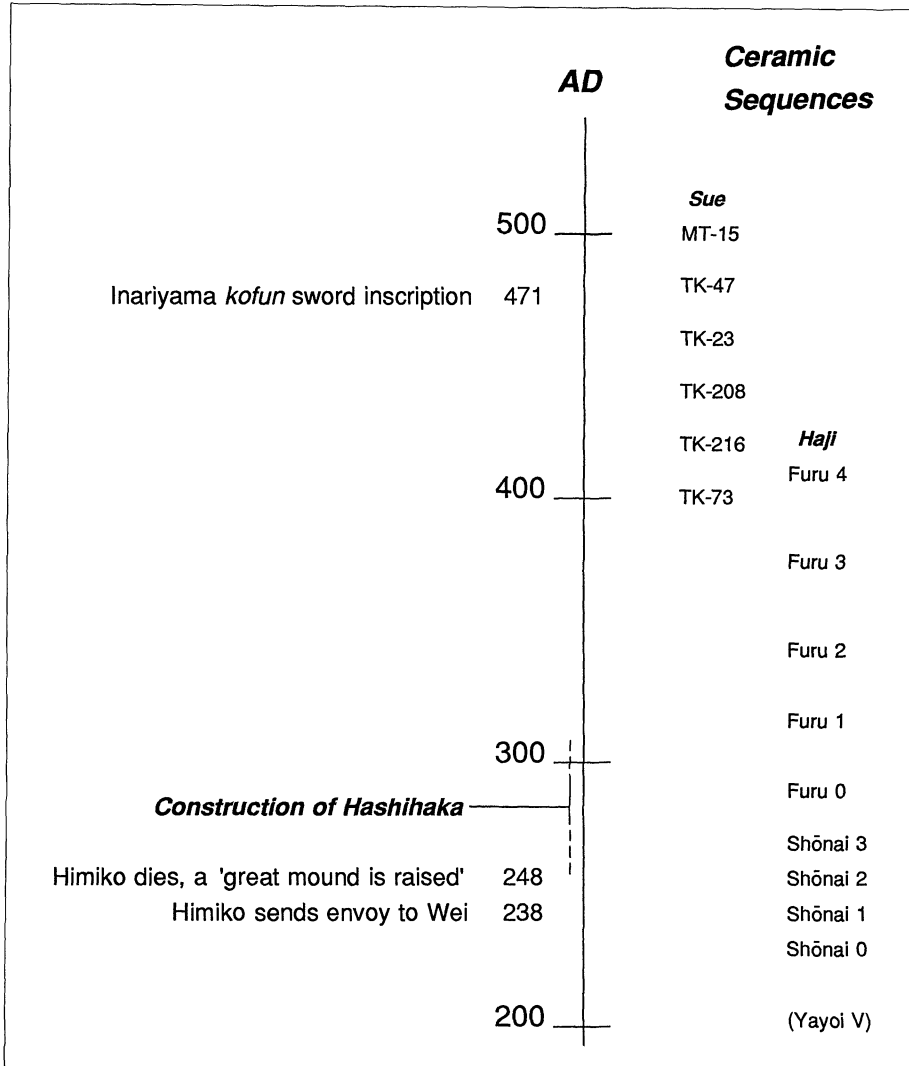 AD
Ceramic
Sequences
Sue
500
MT-15
Inariyama kofun sword inscription 471
TK-47
TK-23
TK-208
TK-216
Haji
Furu 4
400
TK-73
Furu 3
Furu 2
Furu 1
300
Furu 0
Construction of Hashihaka
Shōnai 3
Himiko dies, a 'great mound is raised' 248
Shōnai 2
Himiko sends envoy to Wei 238
Shōnai 1
Shōnai 0
200
(Yayoi V)